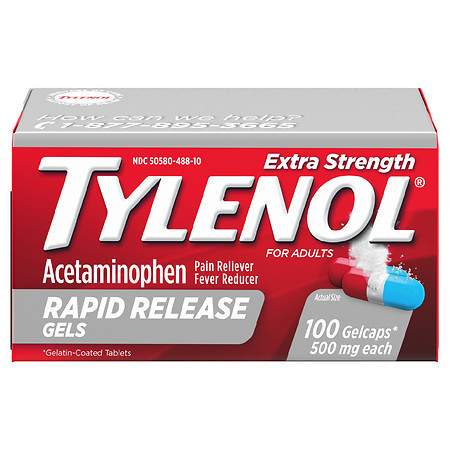 TYLENOL
How can we help?
1-877-895-3665
NDC 50580-488-10
Extra Strength
TYLENOL®
FOR ADULTS
Acetaminophen
Pain Reliever
Fever Reducer
RAPID RELEASE
GELS
*Gelatin-Coated Tablets
Actual Size
100 Gelcaps*
500 mg each